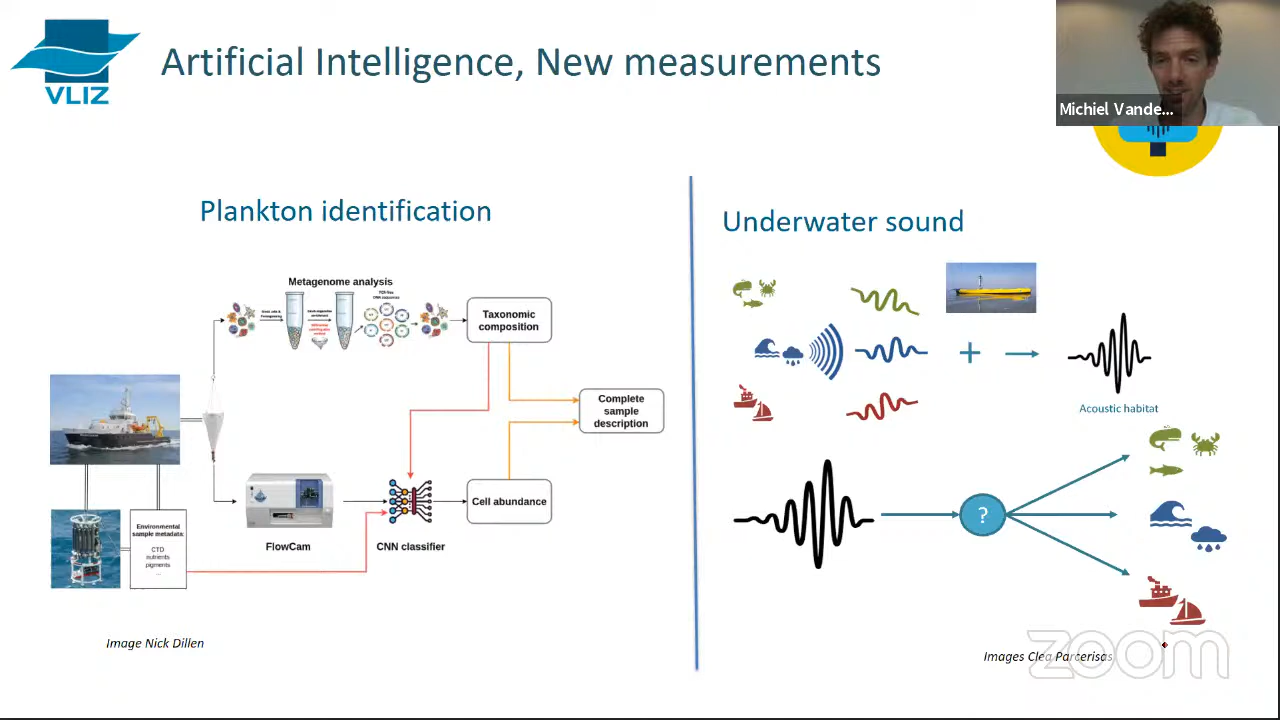 VLIZ
Artificial Intelligence, New measurements
Michiel Vande...
Plankton identification
Metagenome analysis
Taxonomic
composition
Complete
sample
description
Environmental
sample metadata:
CTD
nutrients
pigments
...
FlowCam
CNN classifier
Cell abundance
Image Nick Dillen
Underwater sound
+
Acoustic habitat
?
Images Clea Parcerisas
zoom